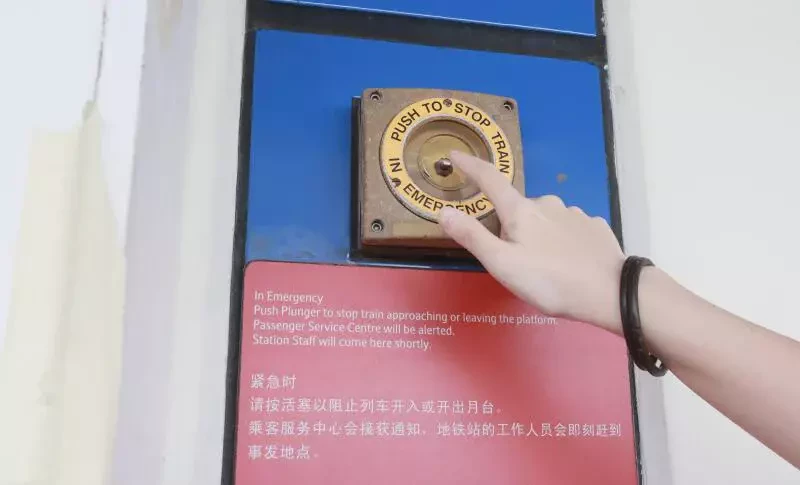 PUSH TO STOP TRAIN
IN EMERGENCY
In Emergency
Push Plunger to stop train approaching or leaving the platform.
Passenger Service Centre will be alerted.
Station Staff will come here shortly.
紧急时
请按活塞以阻止列车开入或开出月台。
乘客服务中心会接获通知，地铁站的工作人员会即刻赶到
事发地点。